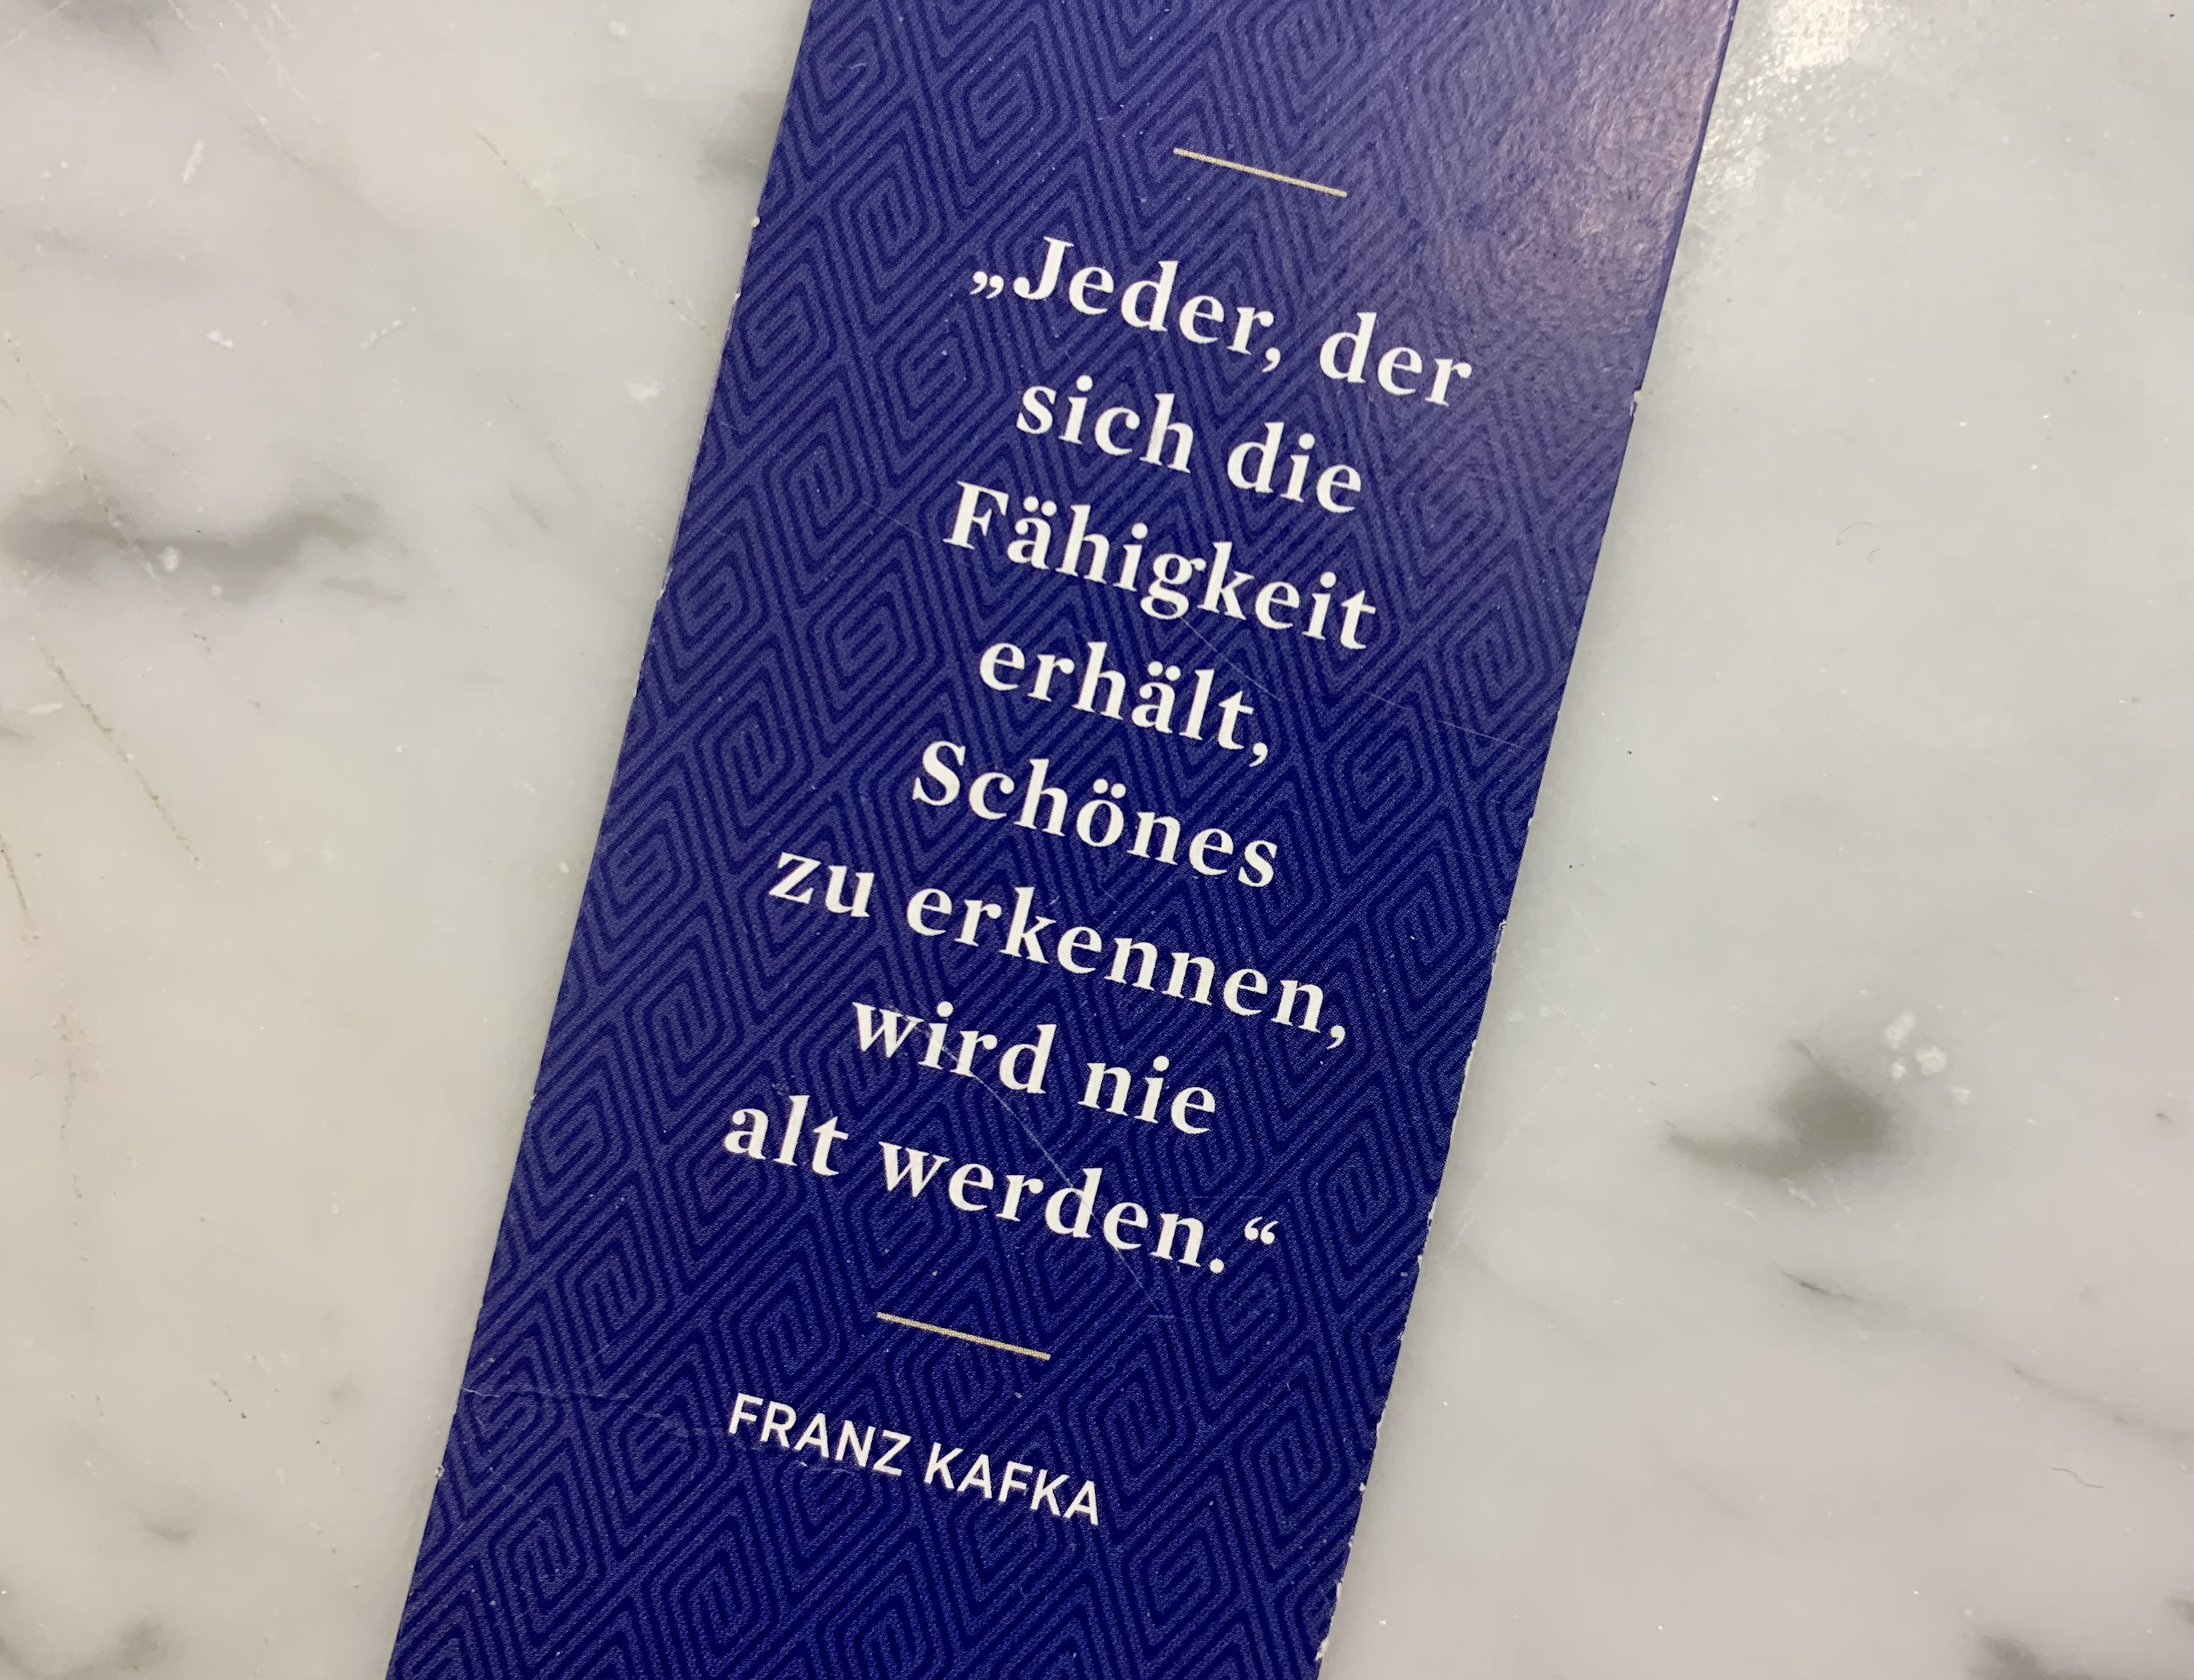 „Jeder, der
sich die
Fähigkeit
erhält,
Schönes
zu erkennen,
wird nie
alt werden.“
FRANZ KAFKA